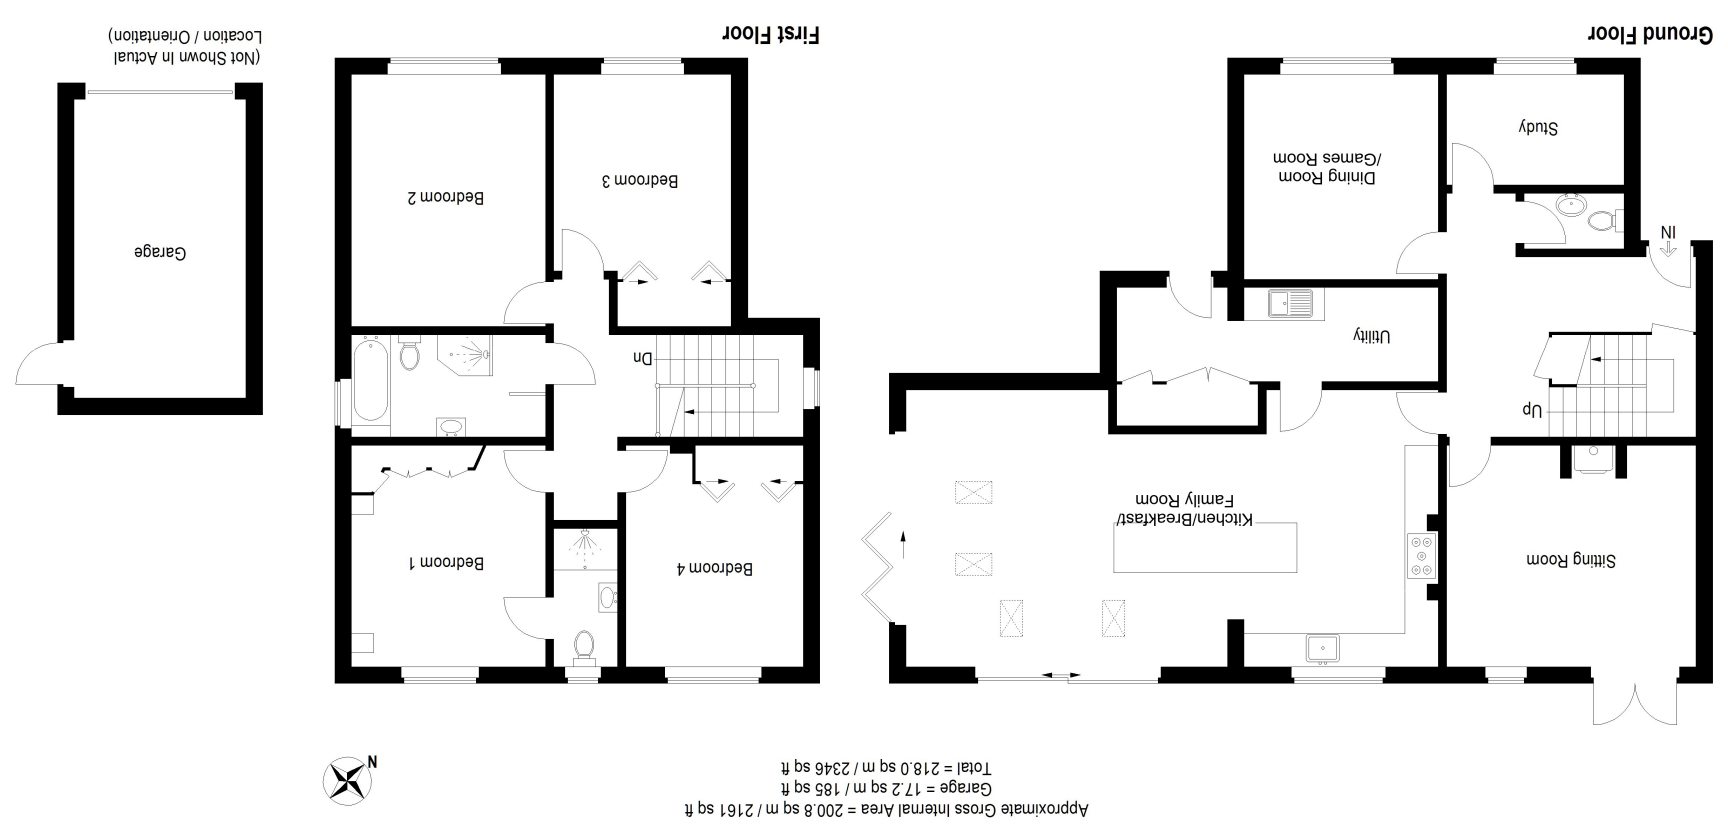 Approximate Gross Internal Area = 200.8 sq m / 2161 sq ft
Garage = 17.2 sq m / 185 sq ft
Total = 218.0 sq m / 2346 sq ft
N
Sitting Room
Kitchen/Breakfast/
Family Room
Up
Utility
IN
Dining Room
/Games Room
Study
Ground Floor
Bedroom 4
Bedroom 1
Dn
Bedroom 3
Bedroom 2
First Floor
Garage
(Not Shown In Actual
Location / Orientation)